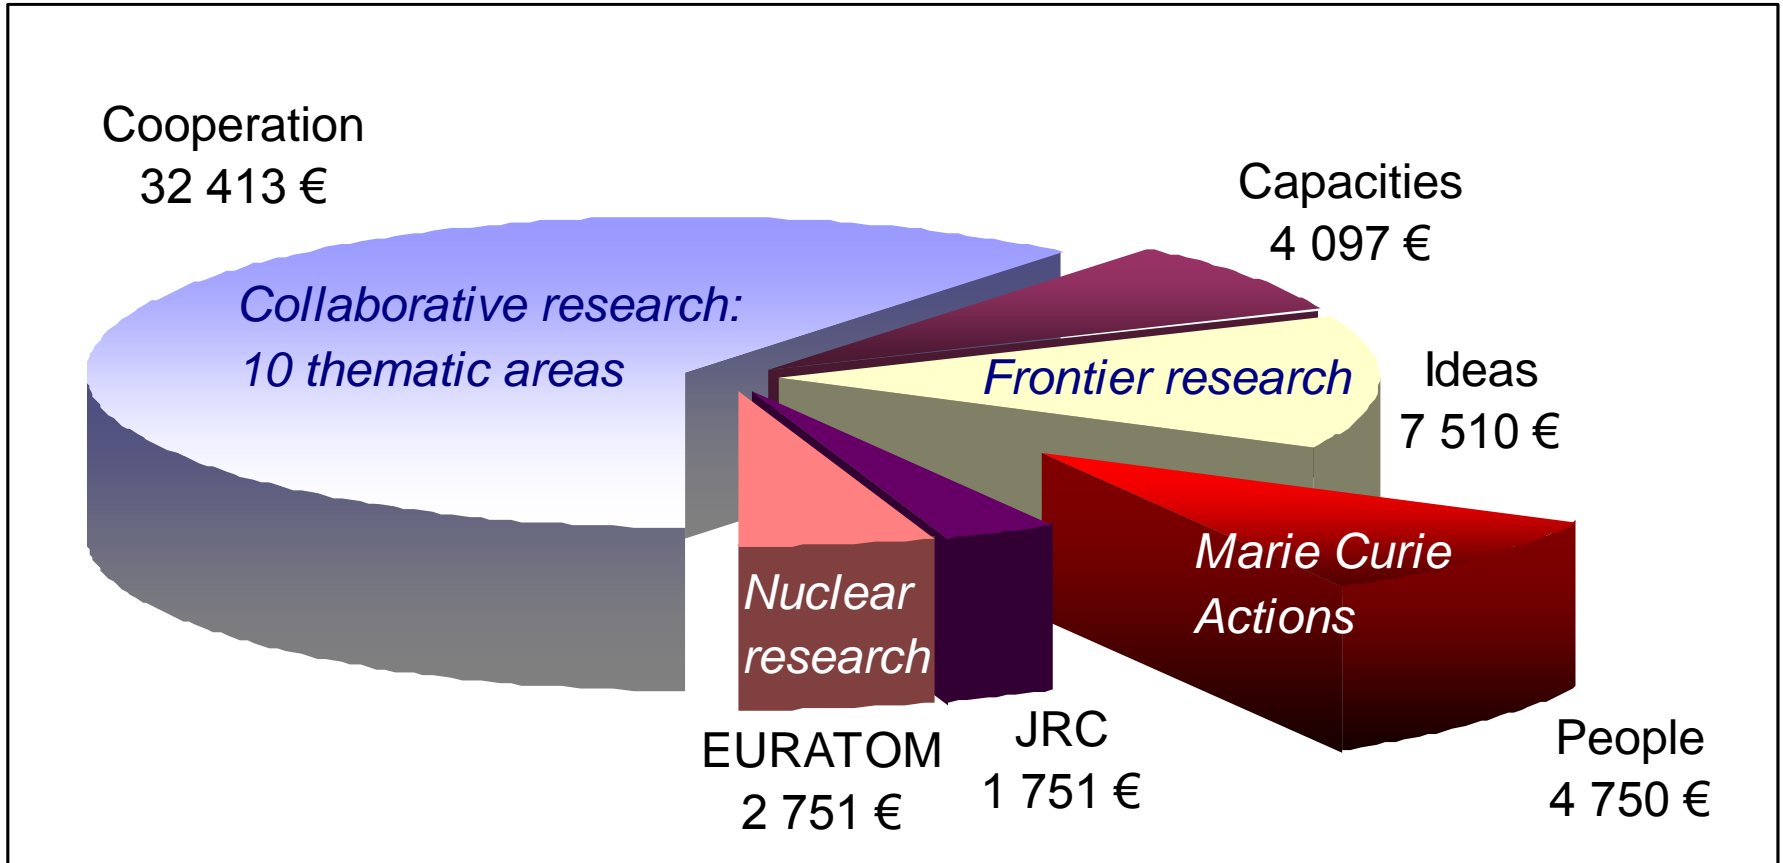 Cooperation
32 413 €
Capacities
4 097 €
Collaborative research:
10 thematic areas
Frontier research
Ideas
7 510 €
Marie Curie
Actions
Nuclear
research
EURATOM
2 751 €
JRC
1 751 €
People
4 750 €